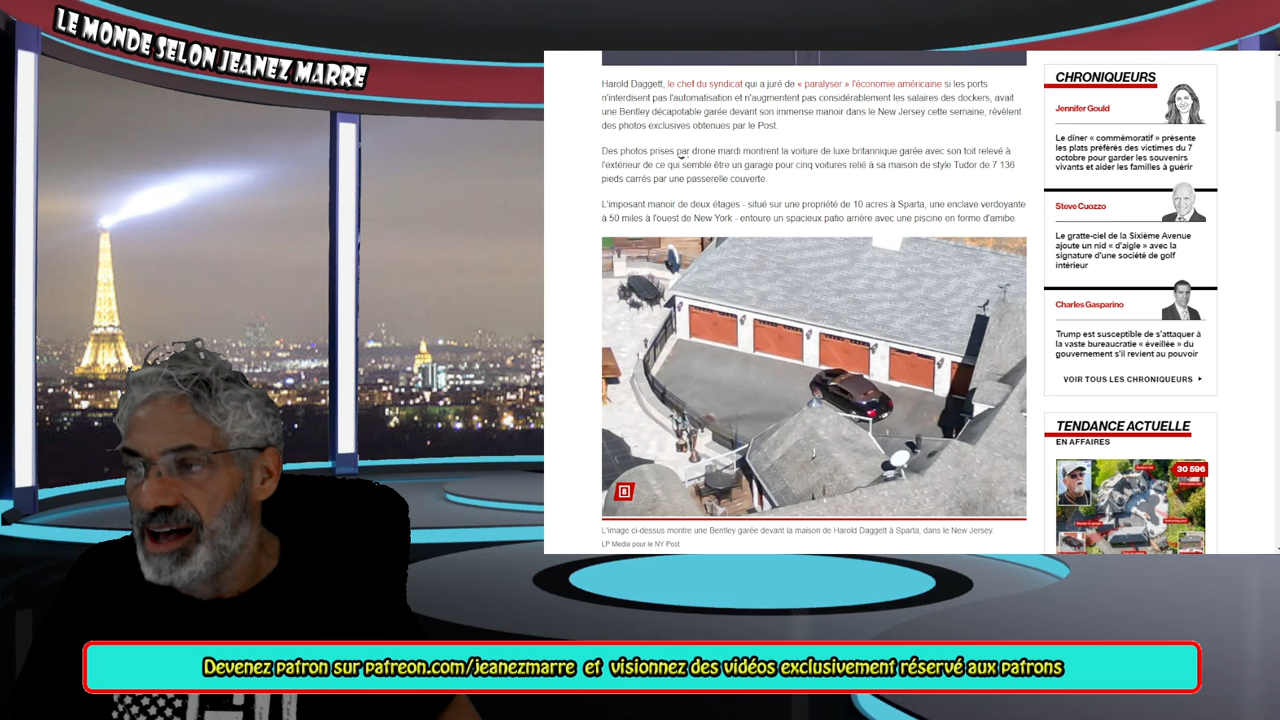 LE MONDE SELON JEANEZ MARRE
Harold Daggett, le chef du syndicat qui a juré de « paralyser » l'économie américaine si les ports
n'interdisent pas l'automatisation et n'augmentent pas considérablement les salaires des dockers, avait
une Bentley décapotable garée devant son immense manoir dans le New Jersey cette semaine, révèlent
des photos exclusives obtenues par le Post.
Des photos prises par drone mardi montrent la voiture de luxe britannique garée avec son toit relevé à
l'extérieur de ce qui semble être un garage pour cinq voitures relié à sa maison de style Tudor de 7 136
pieds carrés par une passerelle couverte.
L'imposant manoir de deux étages - situé sur une propriété de 10 acres à Sparta, une enclave verdoyante
à 50 miles à l'ouest de New York - entoure un spacieux patio arrière avec une piscine en forme d'amibe.
L'image ci-dessus montre une Bentley garée devant la maison de Harold Daggett à Sparta, dans le New Jersey.
LP Media pour le NY Post
CHRONIQUEURS
Jennifer Gould
Le dîner « commémoratif » présente
les plats préférés des victimes du 7
octobre pour garder les souvenirs
vivants et aider les familles à guérir
Steve Cuozzo
Le gratte-ciel de la Sixième Avenue
ajoute un nid « d'aigle » avec la
signature d'une société de golf
intérieur
Charles Gasparino
Trump est susceptible de s'attaquer à
la vaste bureaucratie « éveillée » du
gouvernement s'il revient au pouvoir
VOIR TOUS LES CHRONIQUEURS
TENDANCE ACTUELLE
EN AFFAIRES
30 596
Devenez patron sur patreon.com/jeanezmarre et visionnez des vidéos exclusivement réservé aux patrons